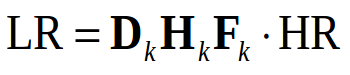 LR = D_k H_k F_k · HR